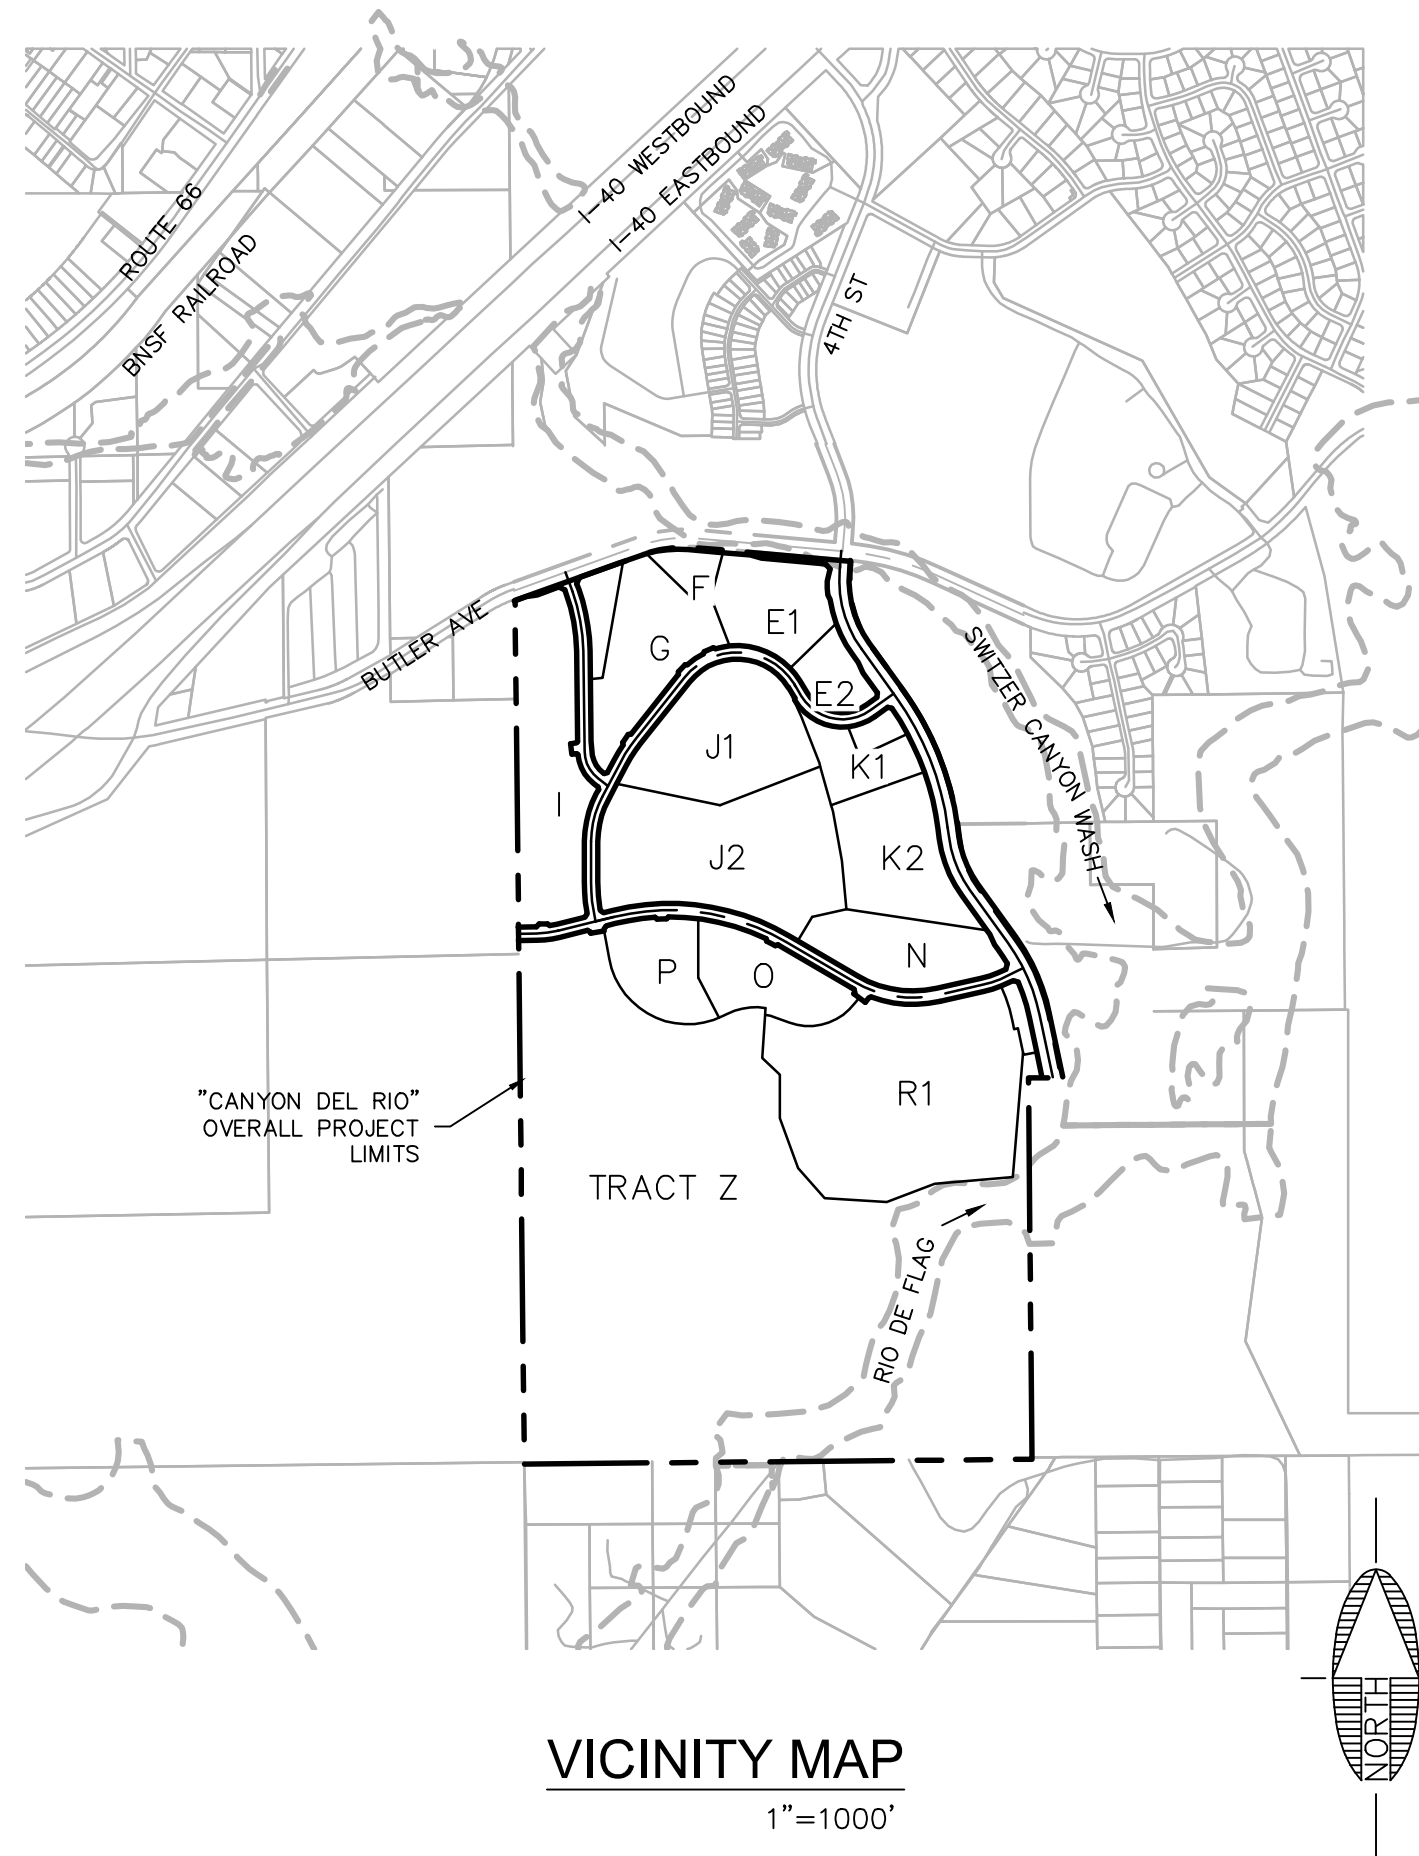 I-40 WESTBOUND
I-40 EASTBOUND
ROUTE 66
BNSF RAILROAD
4TH ST
BUTLER AVE
SWITZER CANYON WASH
F
E1
G
E2
J1
K1
I
J2
K2
N
P
O
R1
"CANYON DEL RIO"
OVERALL PROJECT
LIMITS
TRACT Z
RIO DE FLAG
NORTH
VICINITY MAP
1"=1000'